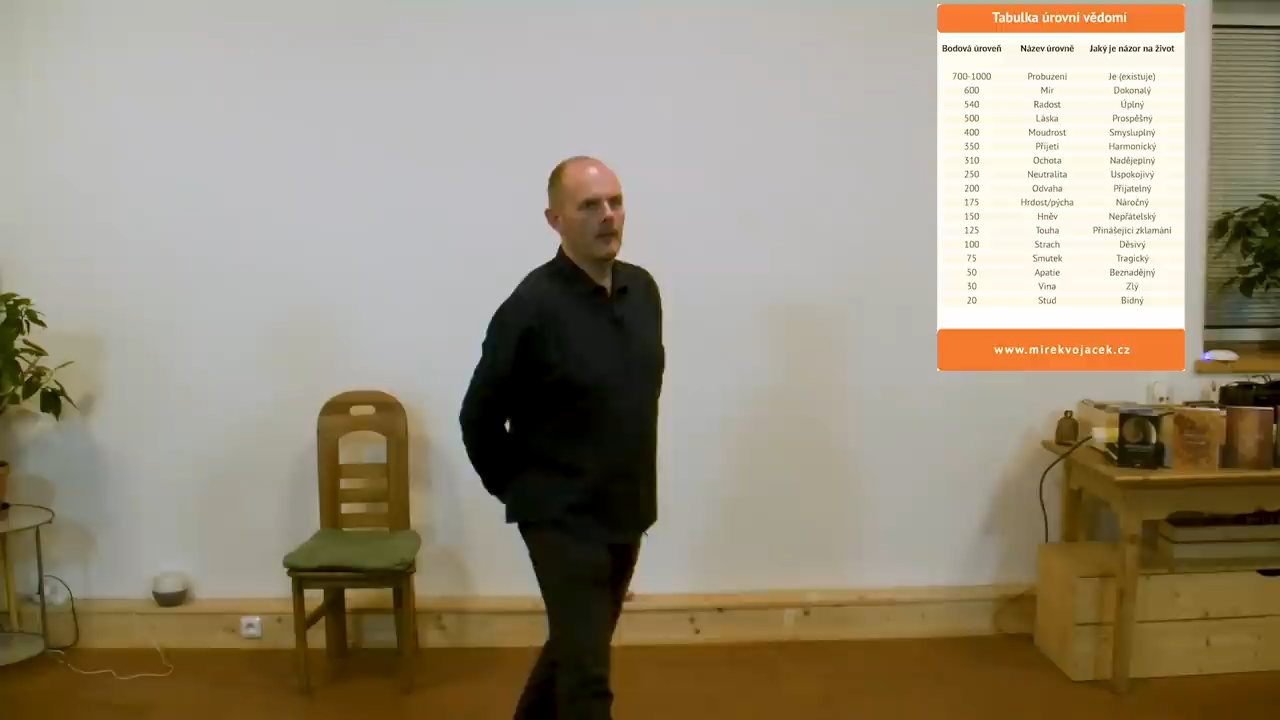 Tabulka úrovní vědomí
Bodová úroveň Název úrovně Jaký je názor na život
700-1000 Probuzení Je (existuje)
600 Mír Dokonalý
540 Radost Úplný
500 Láska Prospěšný
400 Moudrost Smysluplný
350 Přijetí Harmonický
310 Ochota Nadějeplný
250 Neutralita Uspokojivý
200 Odvaha Přijatelný
175 Hrdost/pýcha Náročný
150 Hněv Nepřátelský
125 Touha Přinášející zklamání
100 Strach Děsivý
75 Smutek Tragický
50 Apatie Beznadějný
30 Vina Zlý
20 Stud Bídný
www.mirekvojacek.cz